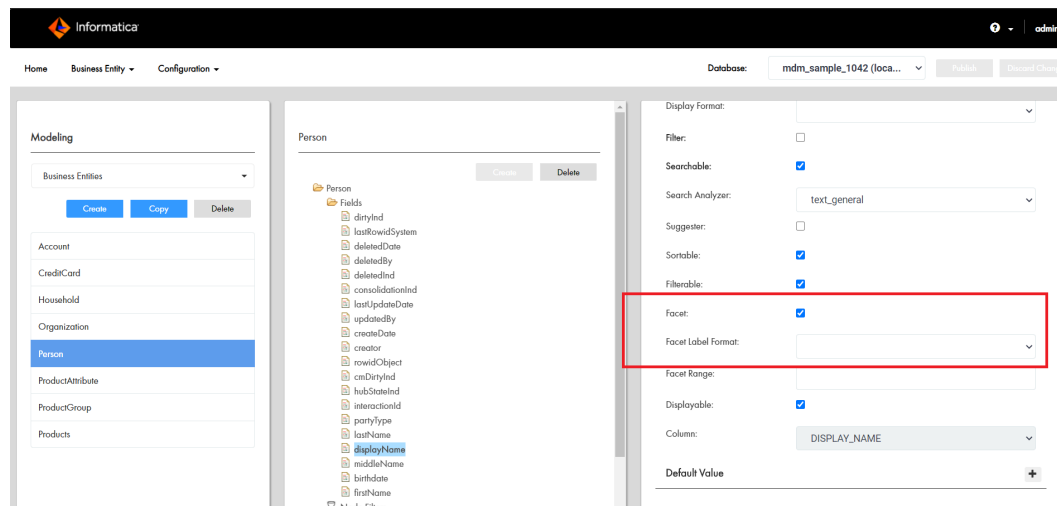 Informatica
admin
Home Business Entity Configuration Database: mdm_sample_1042 (loca... Publish Discard Chang
Modeling
Business Entities
Create Copy Delete
Account
CreditCard
Household
Organization
Person
ProductAttribute
ProductGroup
Products
Person
Create Delete
Person
Fields
dirtyInd
lastRowidSystem
deletedDate
deletedBy
deletedInd
consolidationInd
lastUpdateDate
updatedBy
createDate
creator
rowidObject
cmDirtyInd
hubStateInd
interactionId
partyType
lastName
displayName
middleName
birthdate
firstName
Display Format:
Filter:
Searchable:
Search Analyzer: text_general
Suggester:
Sortable:
Filterable:
Facet:
Facet Label Format:
Facet Range:
Displayable:
Column: DISPLAY_NAME
Default Value +